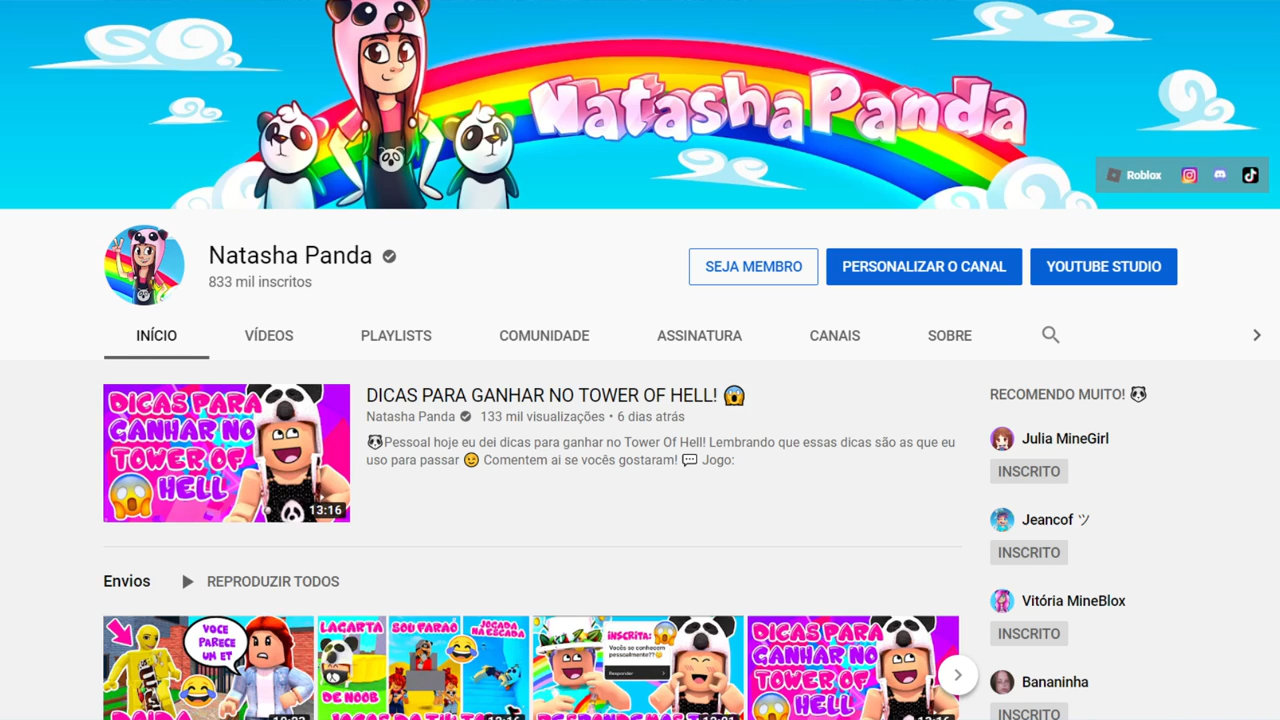 NatashaPanda
Roblox
Natasha Panda
833 mil inscritos
SEJA MEMBRO
PERSONALIZAR O CANAL
YOUTUBE STUDIO
INÍCIO
VÍDEOS
PLAYLISTS
COMUNIDADE
ASSINATURA
CANAIS
SOBRE
DICAS PARA
GANHAR NO
TOWER OF
HELL
13:16
DICAS PARA GANHAR NO TOWER OF HELL! 😱
Natasha Panda 133 mil visualizações • 6 dias atrás
🐼Pessoal hoje eu dei dicas para ganhar no Tower Of Hell! Lembrando que essas dicas são as que eu
uso para passar 😉 Comentem ai se vocês gostaram! 💬 Jogo:
RECOMENDO MUITO! 🐼
Julia MineGirl
INSCRITO
Jeancof ツ
INSCRITO
Vitória MineBlox
INSCRITO
Bananinha
INSCRITO
Envios
REPRODUZIR TODOS
VOCE
PARECE
UM ET
LAGARTA
DE NOOB
SOU FARAÓ
JOGADA
NA ESCADA
INSCRITA:
Vocês se conhecem
pessoalmente??
Responder
DICAS PARA
GANHAR NO
TOWER OF
HELL